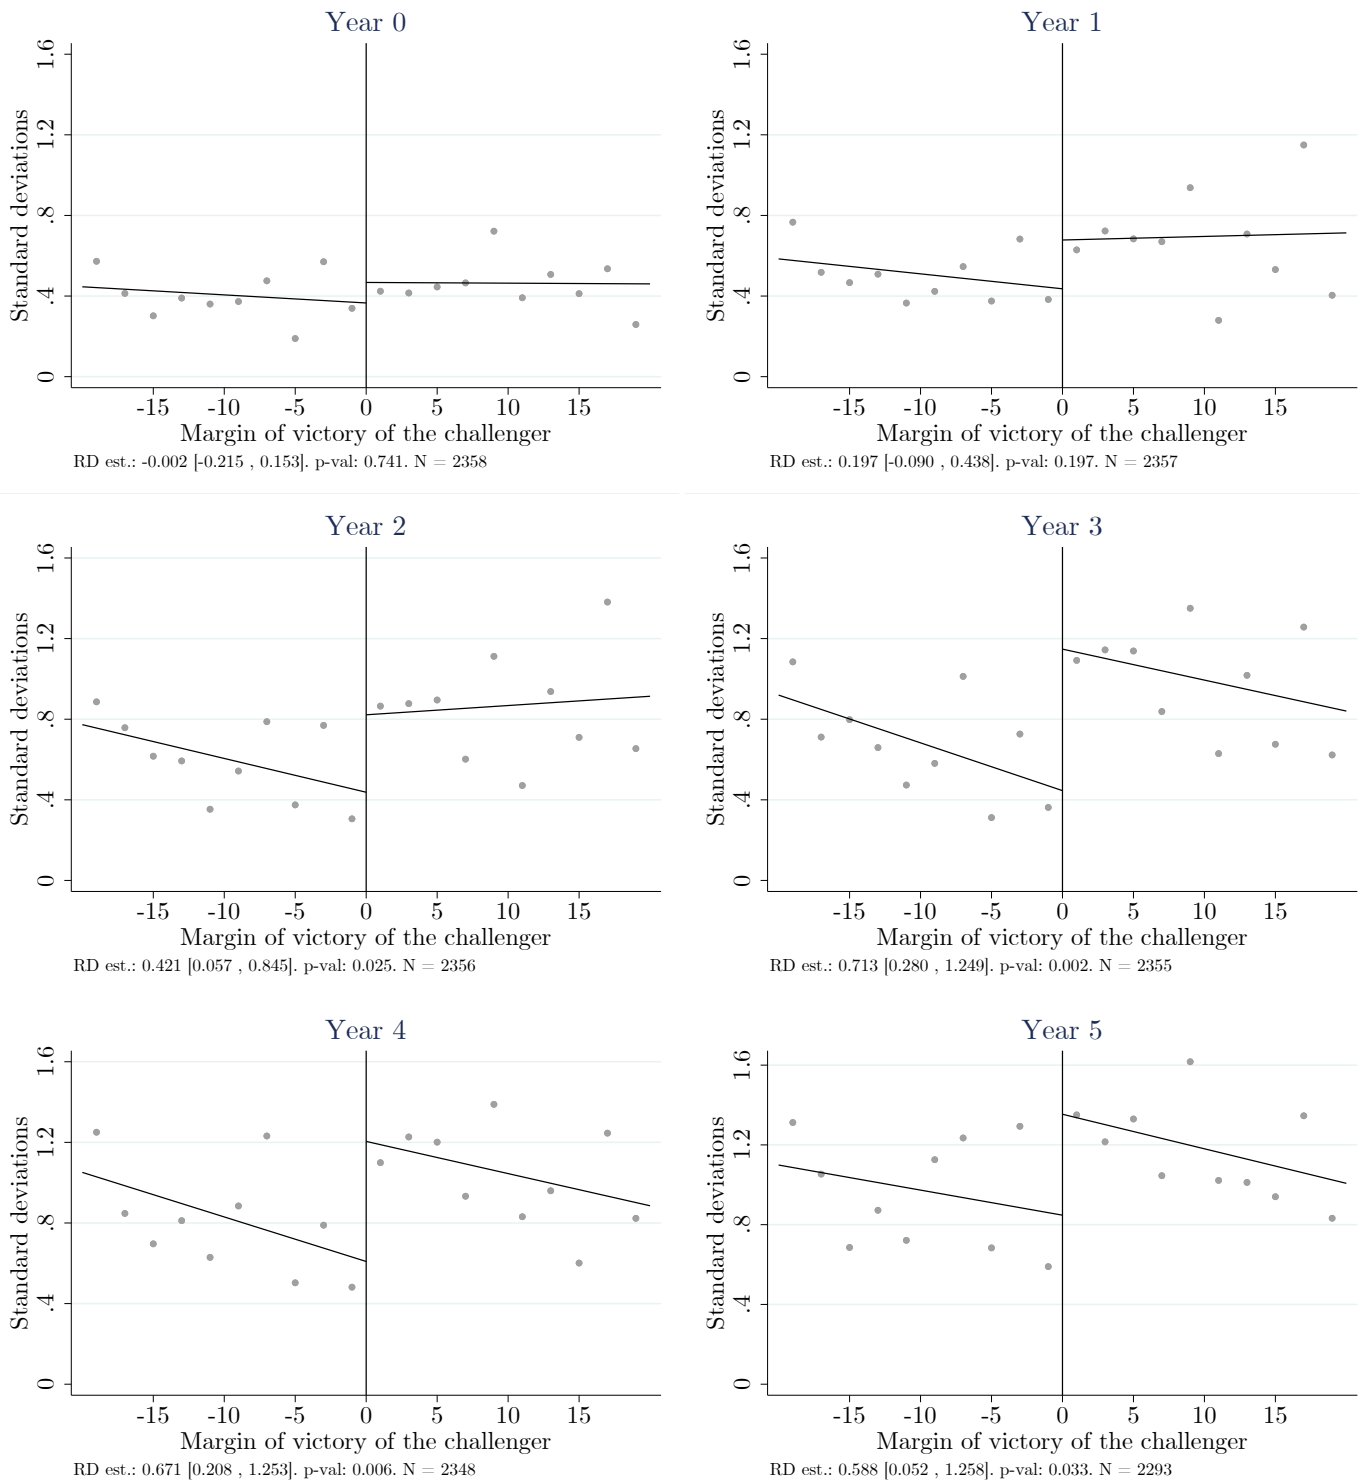 Year 0
Standard deviations
1.6
1.2
.8
.4
0
-15 -10 -5 0 5 10 15
Margin of victory of the challenger
RD est.: -0.002 [-0.215 , 0.153]. p-val: 0.741. N = 2358
Year 1
Standard deviations
1.6
1.2
.8
.4
0
-15 -10 -5 0 5 10 15
Margin of victory of the challenger
RD est.: 0.197 [-0.090 , 0.438]. p-val: 0.197. N = 2357
Year 2
Standard deviations
1.6
1.2
.8
.4
0
-15 -10 -5 0 5 10 15
Margin of victory of the challenger
RD est.: 0.421 [0.057 , 0.845]. p-val: 0.025. N = 2356
Year 3
Standard deviations
1.6
1.2
.8
.4
0
-15 -10 -5 0 5 10 15
Margin of victory of the challenger
RD est.: 0.713 [0.280 , 1.249]. p-val: 0.002. N = 2355
Year 4
Standard deviations
1.6
1.2
.8
.4
0
-15 -10 -5 0 5 10 15
Margin of victory of the challenger
RD est.: 0.671 [0.208 , 1.253]. p-val: 0.006. N = 2348
Year 5
Standard deviations
1.6
1.2
.8
.4
0
-15 -10 -5 0 5 10 15
Margin of victory of the challenger
RD est.: 0.588 [0.052 , 1.258]. p-val: 0.033. N = 2293